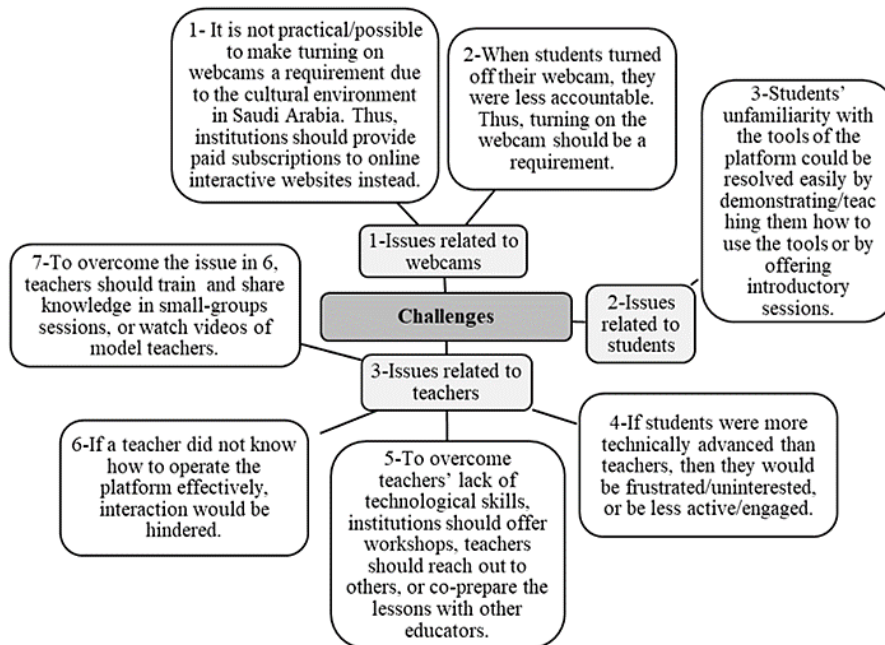 1- It is not practical/possible
to make turning on
webcams a requirement due
to the cultural environment
in Saudi Arabia. Thus,
institutions should provide
paid subscriptions to online
interactive websites instead.
2-When students turned
off their webcam, they
were less accountable.
Thus, turning on the
webcam should be a
requirement.
3-Students’
unfamiliarity with
the tools of the
platform could be
resolved easily by
demonstrating/teac
hing them how to
use the tools or by
offering
introductory
sessions.
1-Issues related to
webcams
7-To overcome the issue in 6,
teachers should train and share
knowledge in small-groups
sessions, or watch videos of
model teachers.
Challenges
2-Issues
related to
students
3-Issues related to
teachers
6-If a teacher did not know
how to operate the
platform effectively,
interaction would be
hindered.
5-To overcome
teachers’ lack of
technological skills,
institutions should offer
workshops, teachers
should reach out to
others, or co-prepare the
lessons with other
educators.
4-If students were more
technically advanced than
teachers, then they would
be frustrated/uninterested,
or be less active/engaged.